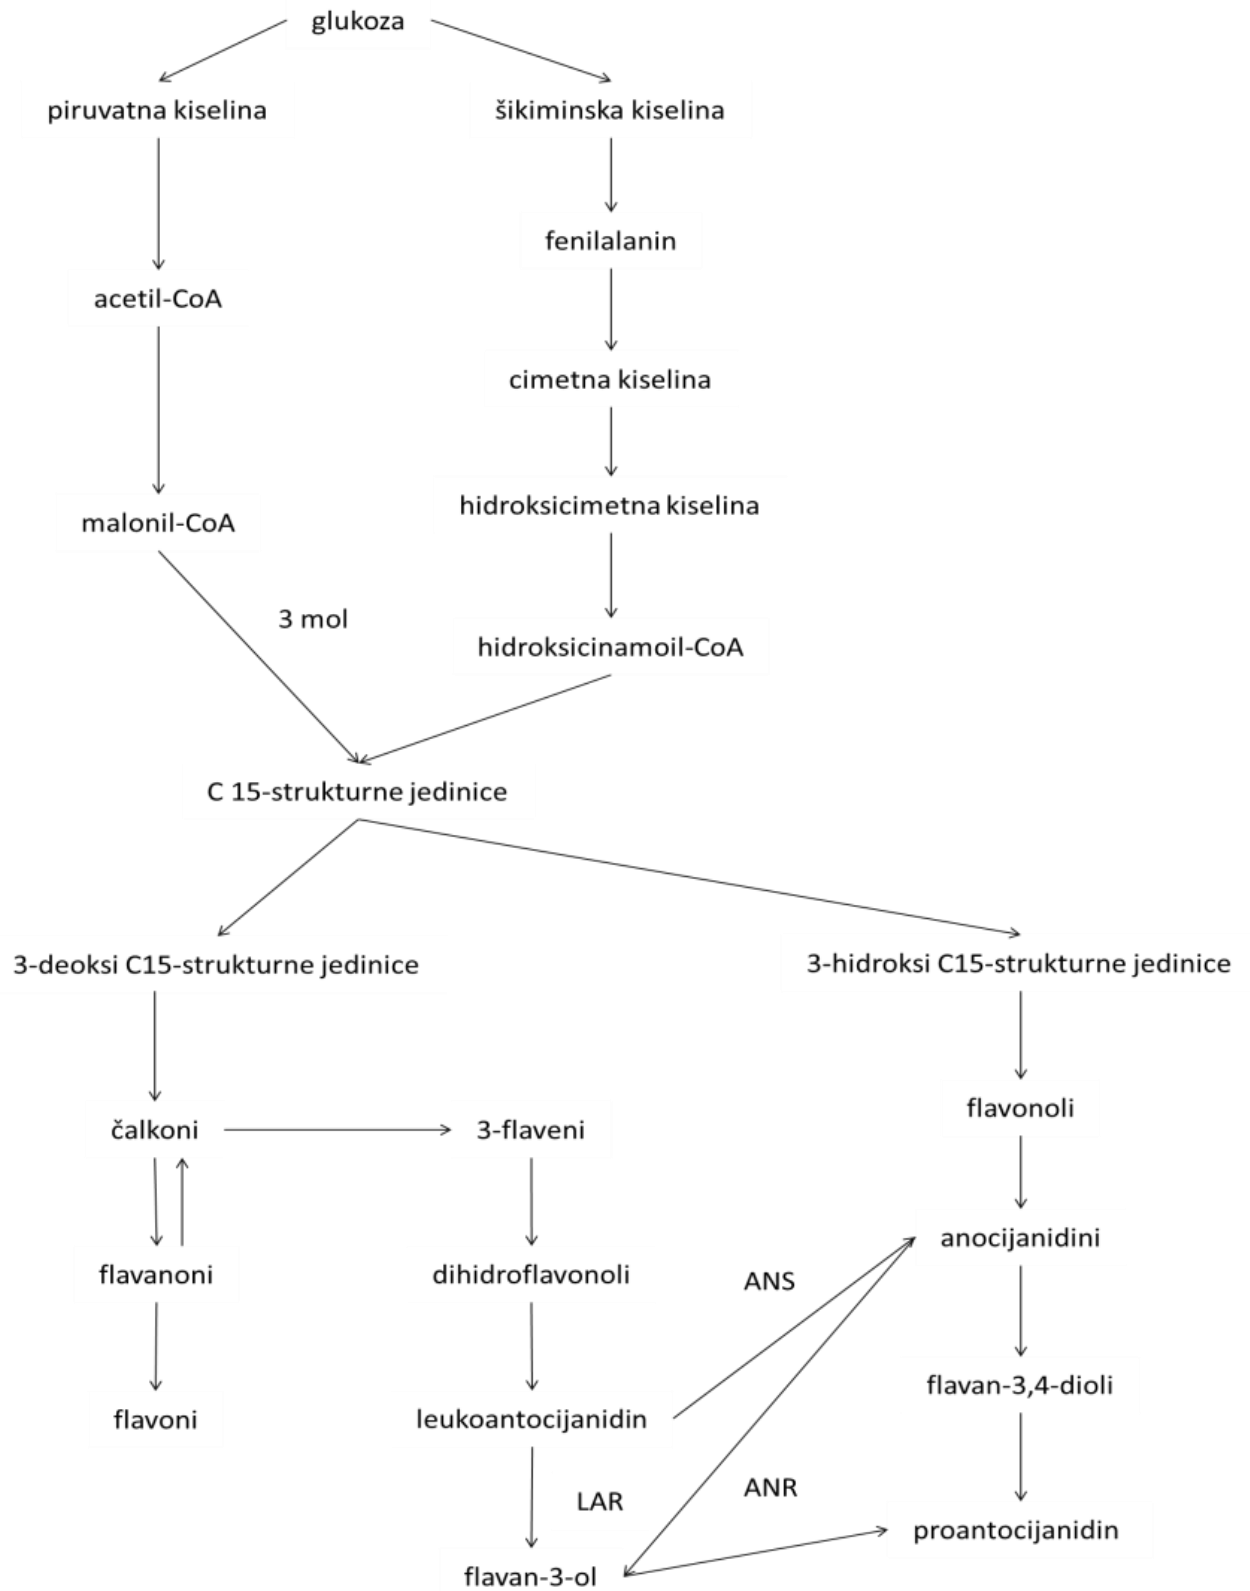 glukoza
piruvatna kiselina
šikiminska kiselina
fenilalanin
acetil-CoA
cimetna kiselina
hidroksicimetna kiselina
malonil-CoA
3 mol
hidroksicinamoil-CoA
C 15-strukturne jedinice
3-deoksi C15-strukturne jedinice
3-hidroksi C15-strukturne jedinice
flavonoli
čalkoni
3-flaveni
anocijanidini
flavanoni
dihidroflavonoli
ANS
flavan-3,4-dioli
flavoni
leukoantocijanidin
LAR
ANR
proantocijanidin
flavan-3-ol